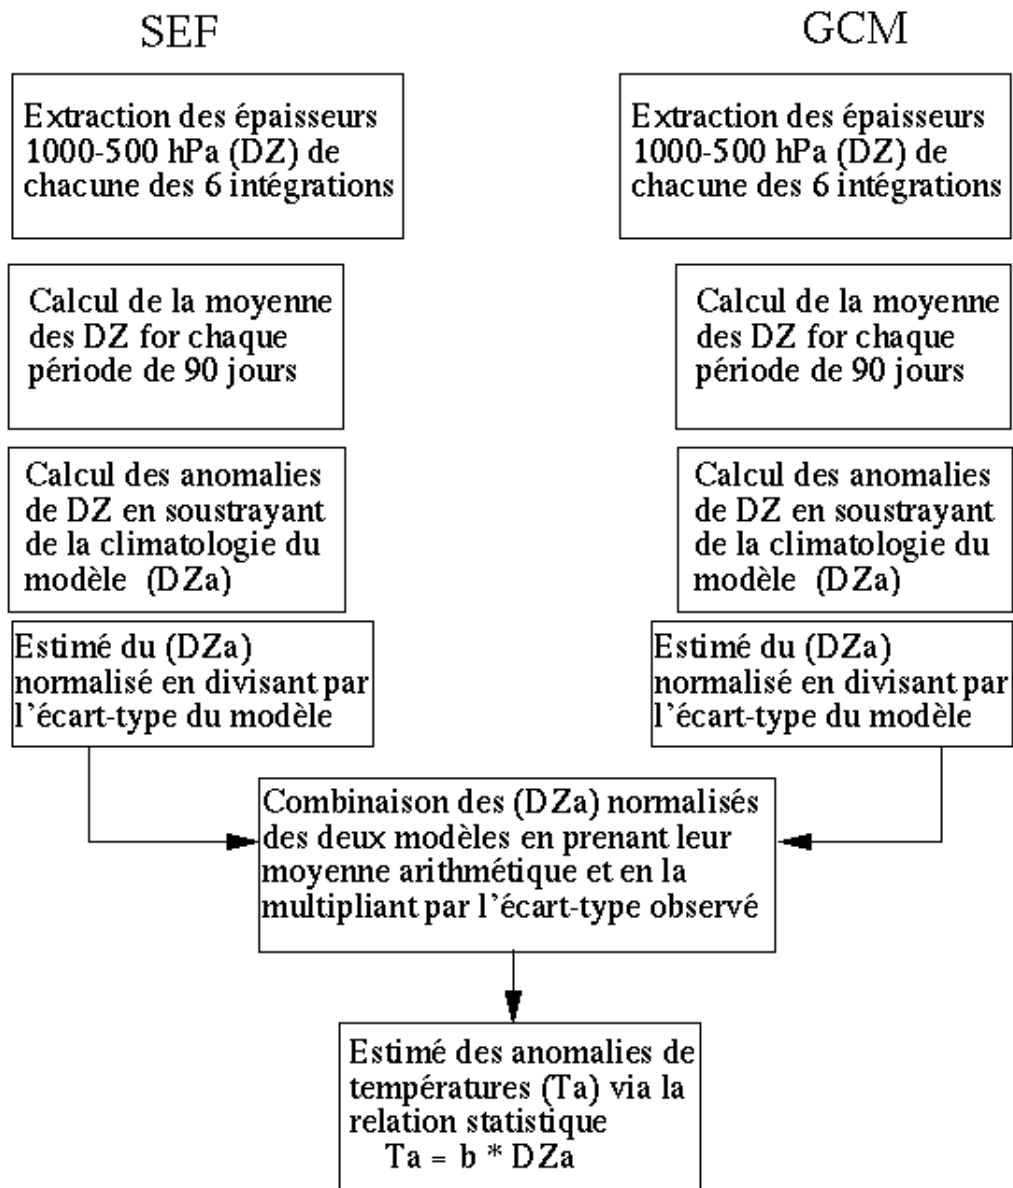 SEF
Extraction des épaisseurs
1000-500 hPa (DZ) de
chacune des 6 intégrations
Calcul de la moyenne
des DZ for chaque
période de 90 jours
Calcul des anomalies
de DZ en soustrayant
de la climatologie du
modèle (DZa)
Estimé du (DZa)
normalisé en divisant par
l'écart-type du modèle
GCM
Extraction des épaisseurs
1000-500 hPa (DZ) de
chacune des 6 intégrations
Calcul de la moyenne
des DZ for chaque
période de 90 jours
Calcul des anomalies
de DZ en soustrayant
de la climatologie du
modèle (DZa)
Estimé du (DZa)
normalisé en divisant par
l'écart-type du modèle
Combinaison des (DZa) normalisés
des deux modèles en prenant leur
moyenne arithmétique et en la
multipliant par l'écart-type observé
Estimé des anomalies de
températures (Ta) via la
relation statistique
Ta = b * DZa